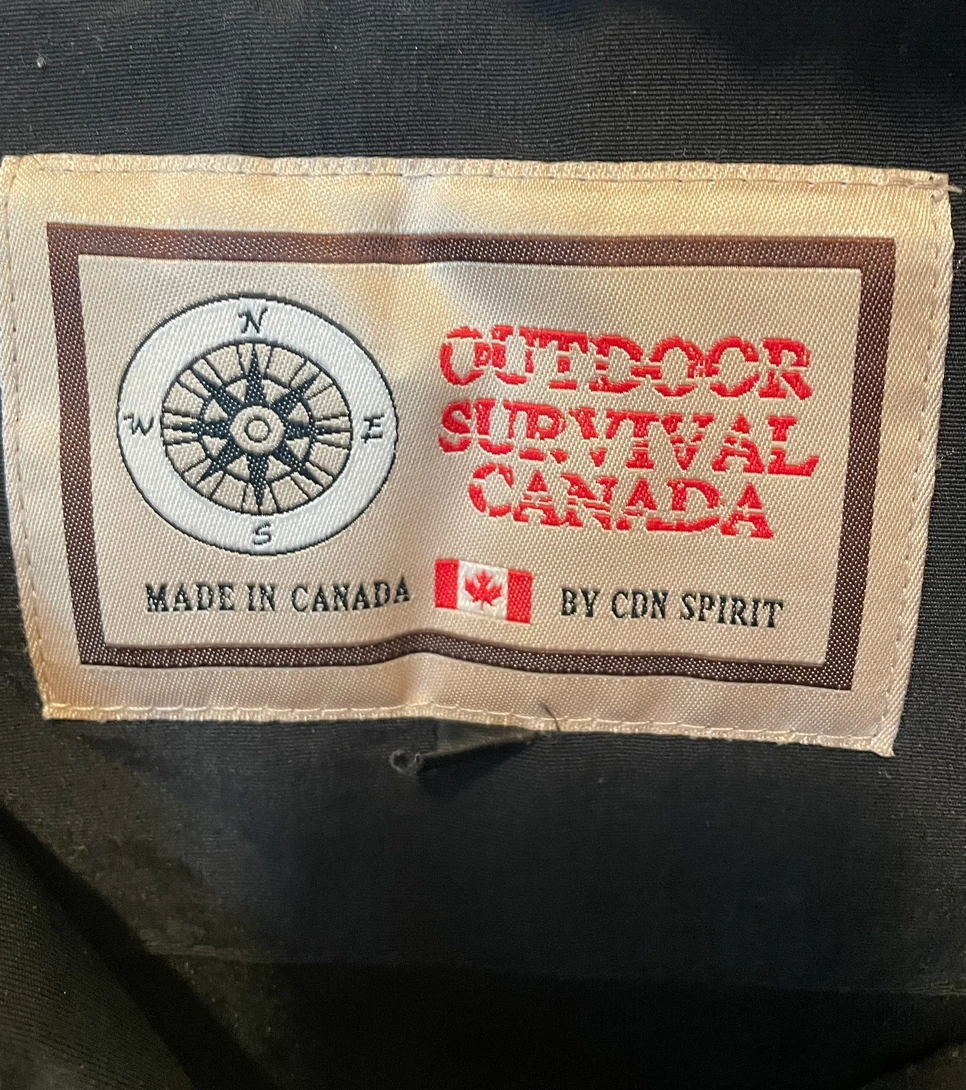 N
W E
S
OUTDOOR
SURVIVAL
CANADA
MADE IN CANADA BY CDN SPIRIT